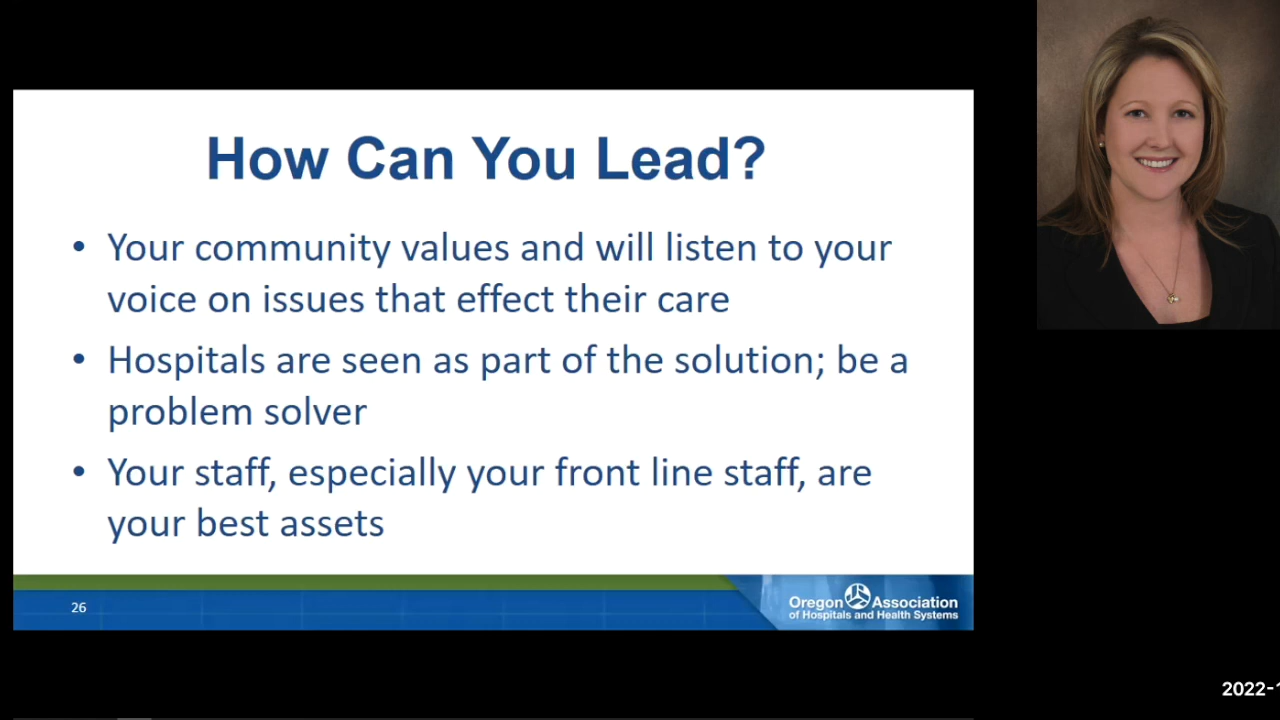 How Can You Lead?
• Your community values and will listen to your
voice on issues that effect their care
• Hospitals are seen as part of the solution; be a
problem solver
• Your staff, especially your front line staff, are
your best assets
26
Oregon Association
of Hospitals and Health Systems
2022-1